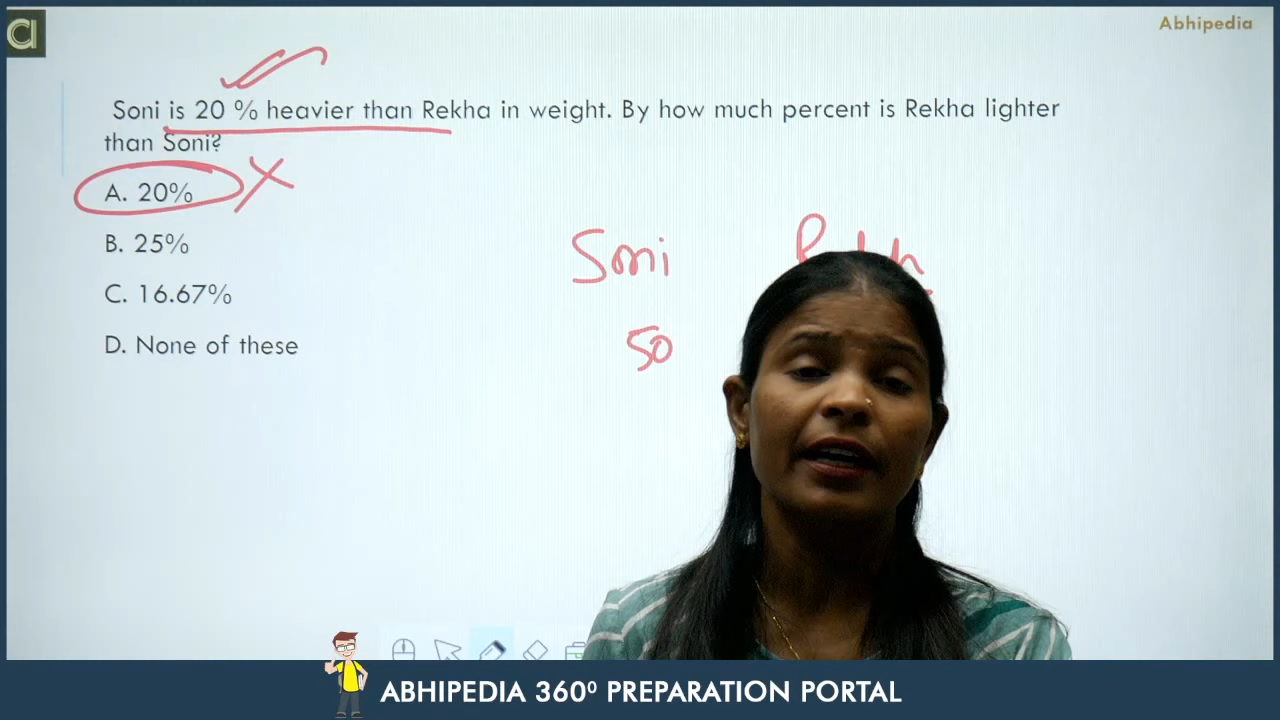 Abhipedia
Soni is 20 % heavier than Rekha in weight. By how much percent is Rekha lighter
than Soni?
A. 20%
B. 25%
C. 16.67%
D. None of these
Soni
50
ABHIPEDIA 360⁰ PREPARATION PORTAL